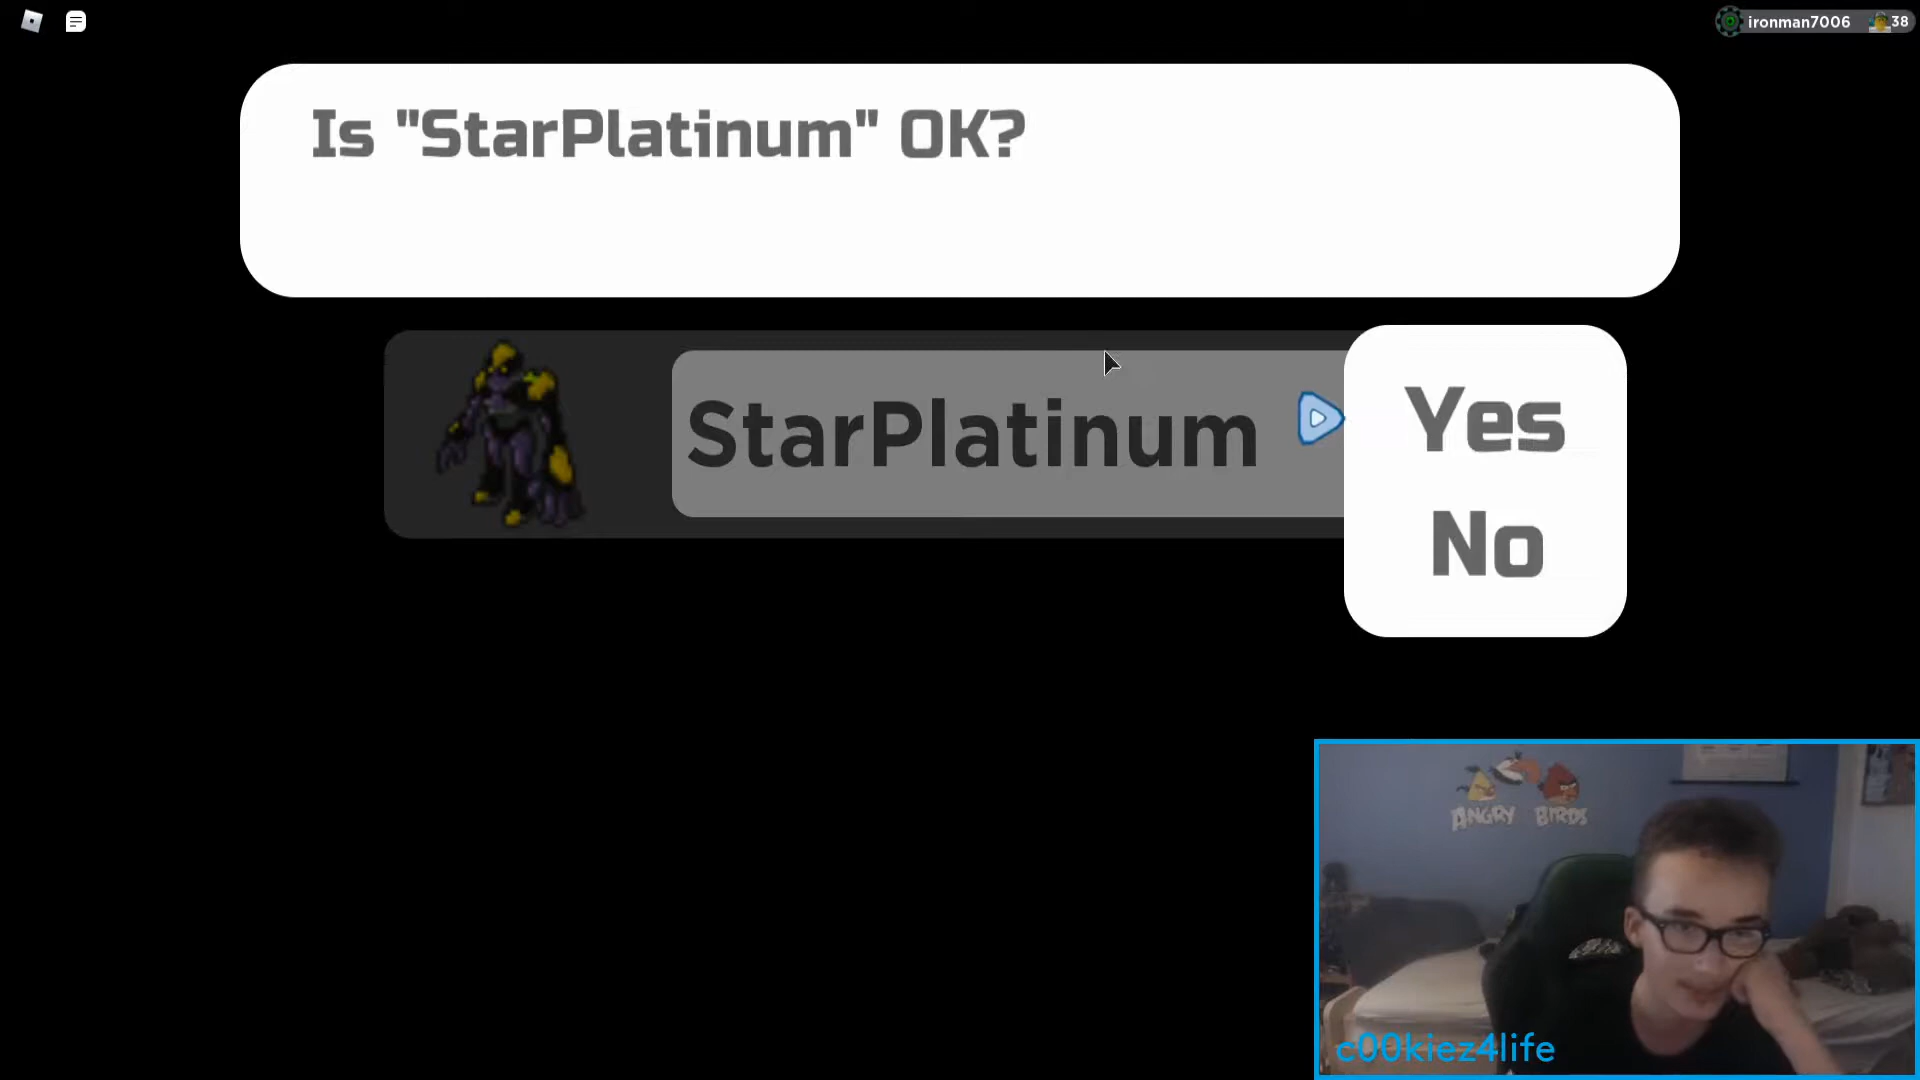 ironman7006 38
Is "StarPlatinum" OK?
StarPlatinum
Yes
No
ANGRY BIRDS
c00kiez4life